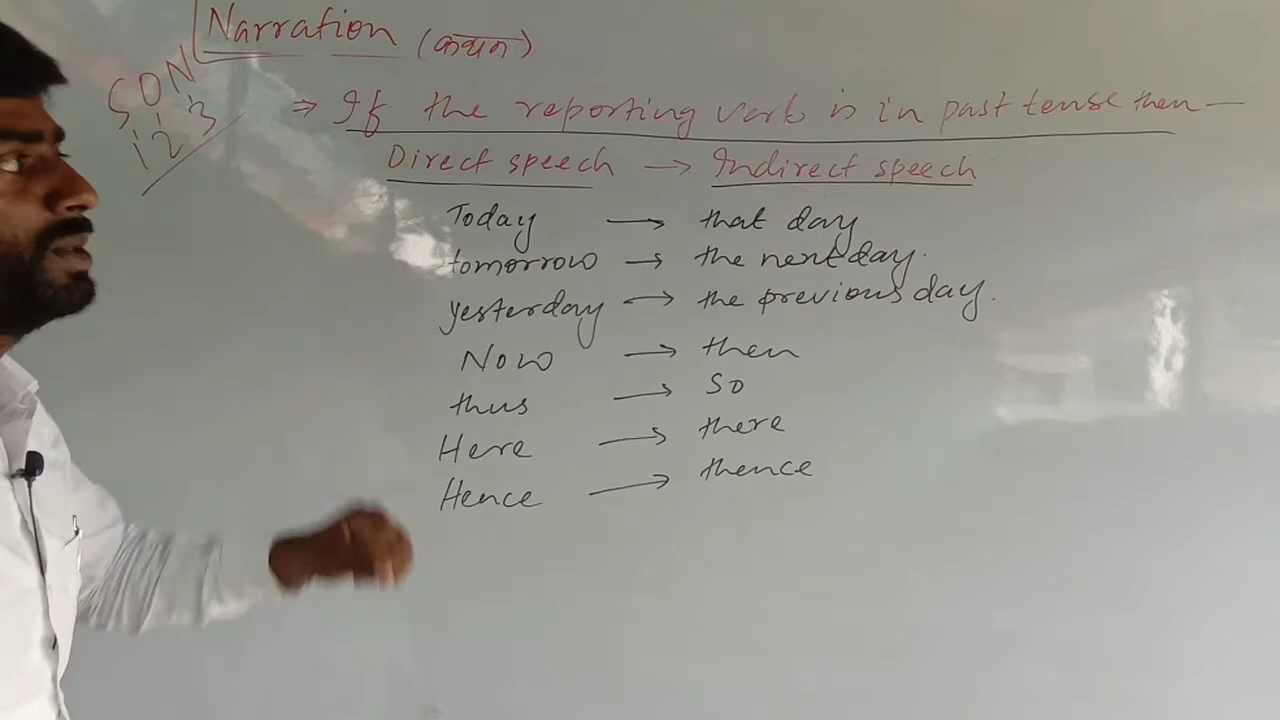 Narration (कथन)
SON
1 2 3
⇒ If the reporting verb is in past tense then —
Direct speech → Indirect speech
Today → that day
tomorrow → the next day.
yesterday → the previous day.
Now → then
thus → so
Here → there
Hence → thence